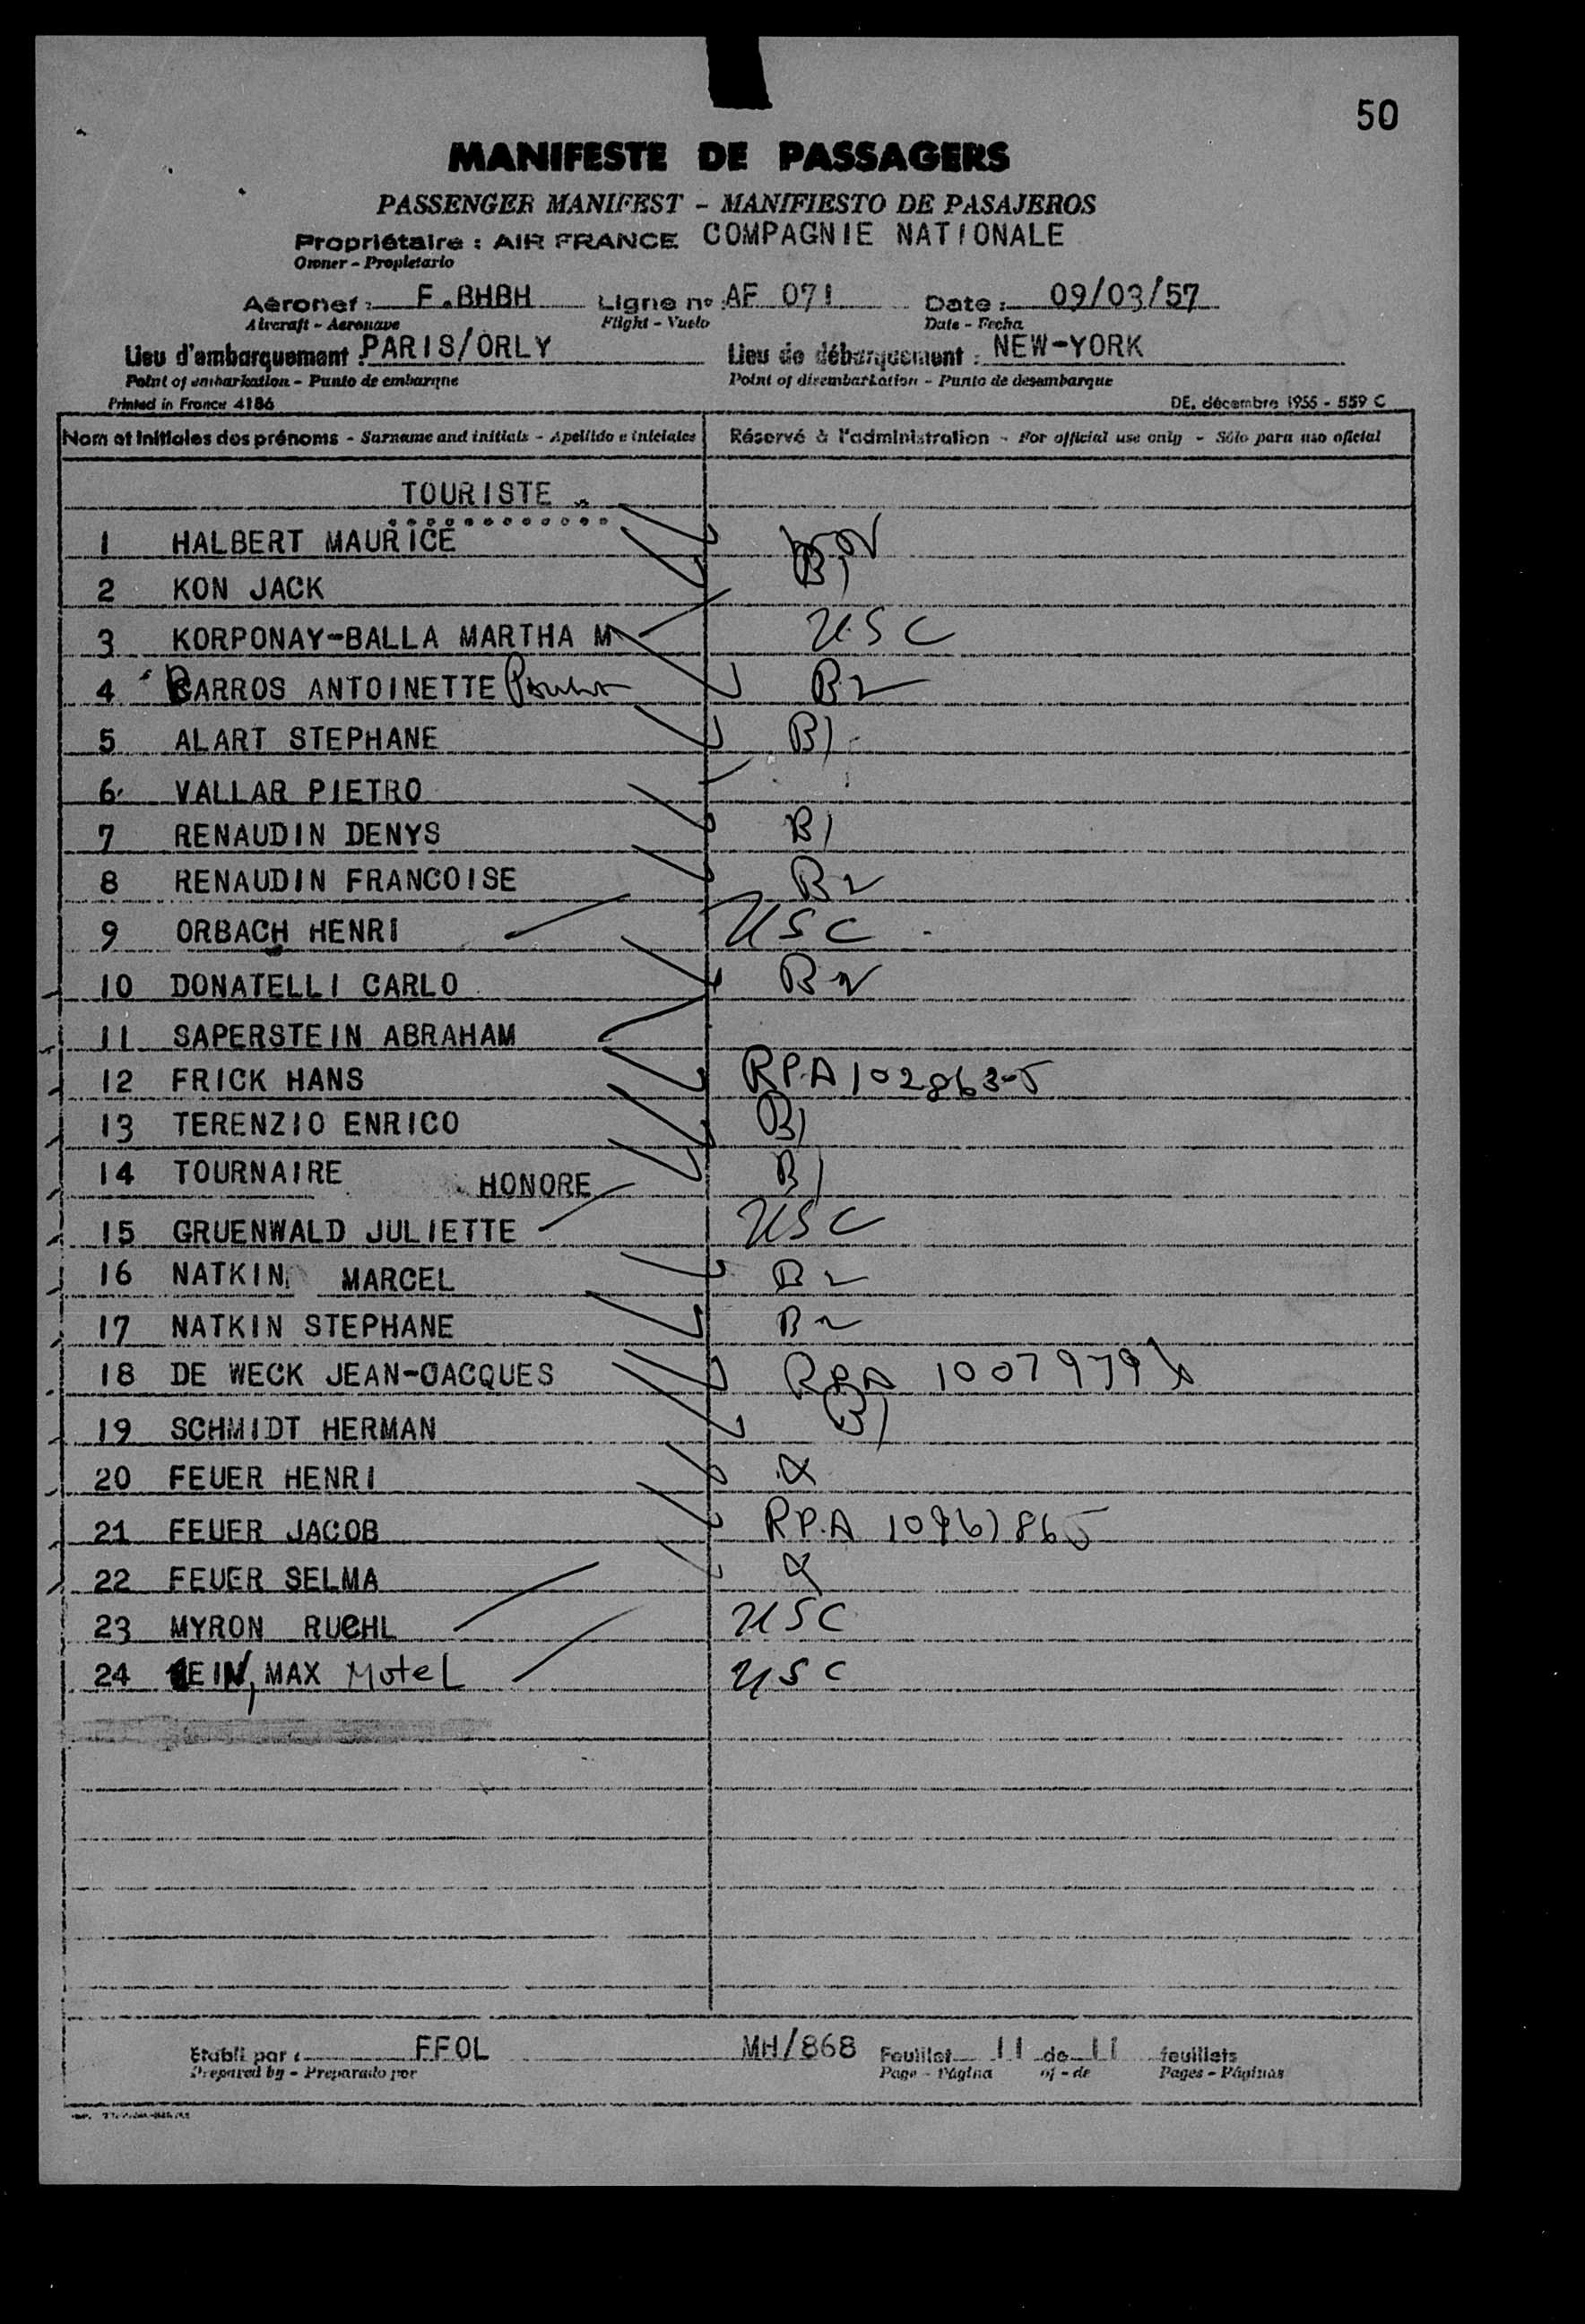 50
MANIFESTE DE PASSAGERS
PASSENGER MANIFEST - MANIFIESTO DE PASAJEROS
Propriétaire : AIR FRANCE COMPAGNIE NATIONALE
Owner - Propietario
Aéronef : F.BHBH Ligne n° AF 071 Date : 09/03/57
Aircraft - Aeronave Flight - Vuelo Date - Fecha
Lieu d'embarquement : PARIS/ORLY Lieu de débarquement : NEW-YORK
Point of embarkation - Punto de embarque Point of disembarkation - Punto de desembarque
Printed in France 4186 DE. décembre 1955 - 559 C
Nom et initiales des prénoms - Surname and initials - Apellido e iniciales Réservé à l'administration - For official use only - Sólo para uso oficial
TOURISTE
1 HALBERT MAURICE
2 KON JACK B1
3 KORPONAY-BALLA MARTHA M USC
4 BARROS ANTOINETTE B2
5 ALART STEPHANE B1
6 VALLAR PIETRO
7 RENAUDIN DENYS B1
8 RENAUDIN FRANCOISE B2
9 ORBACH HENRI USC
10 DONATELLI CARLO B2
11 SAPERSTEIN ABRAHAM
12 FRICK HANS RPA 102863-5
13 TERENZIO ENRICO B1
14 TOURNAIRE HONORE B1
15 GRUENWALD JULIETTE USC
16 NATKIN MARCEL B2
17 NATKIN STEPHANE B2
18 DE WECK JEAN-JACQUES RPA 1007979
19 SCHMIDT HERMAN B1
20 FEUER HENRI
21 FEUER JACOB RPA
22 FEUER SELMA
23 MYRON RUEHL USC
24 MAX Motel USC
Etabli par : FFOL MH/868 Feuillet 11 de 11 feuillets
Prepared by - Preparado por Page - Página of - de Pages - Páginas